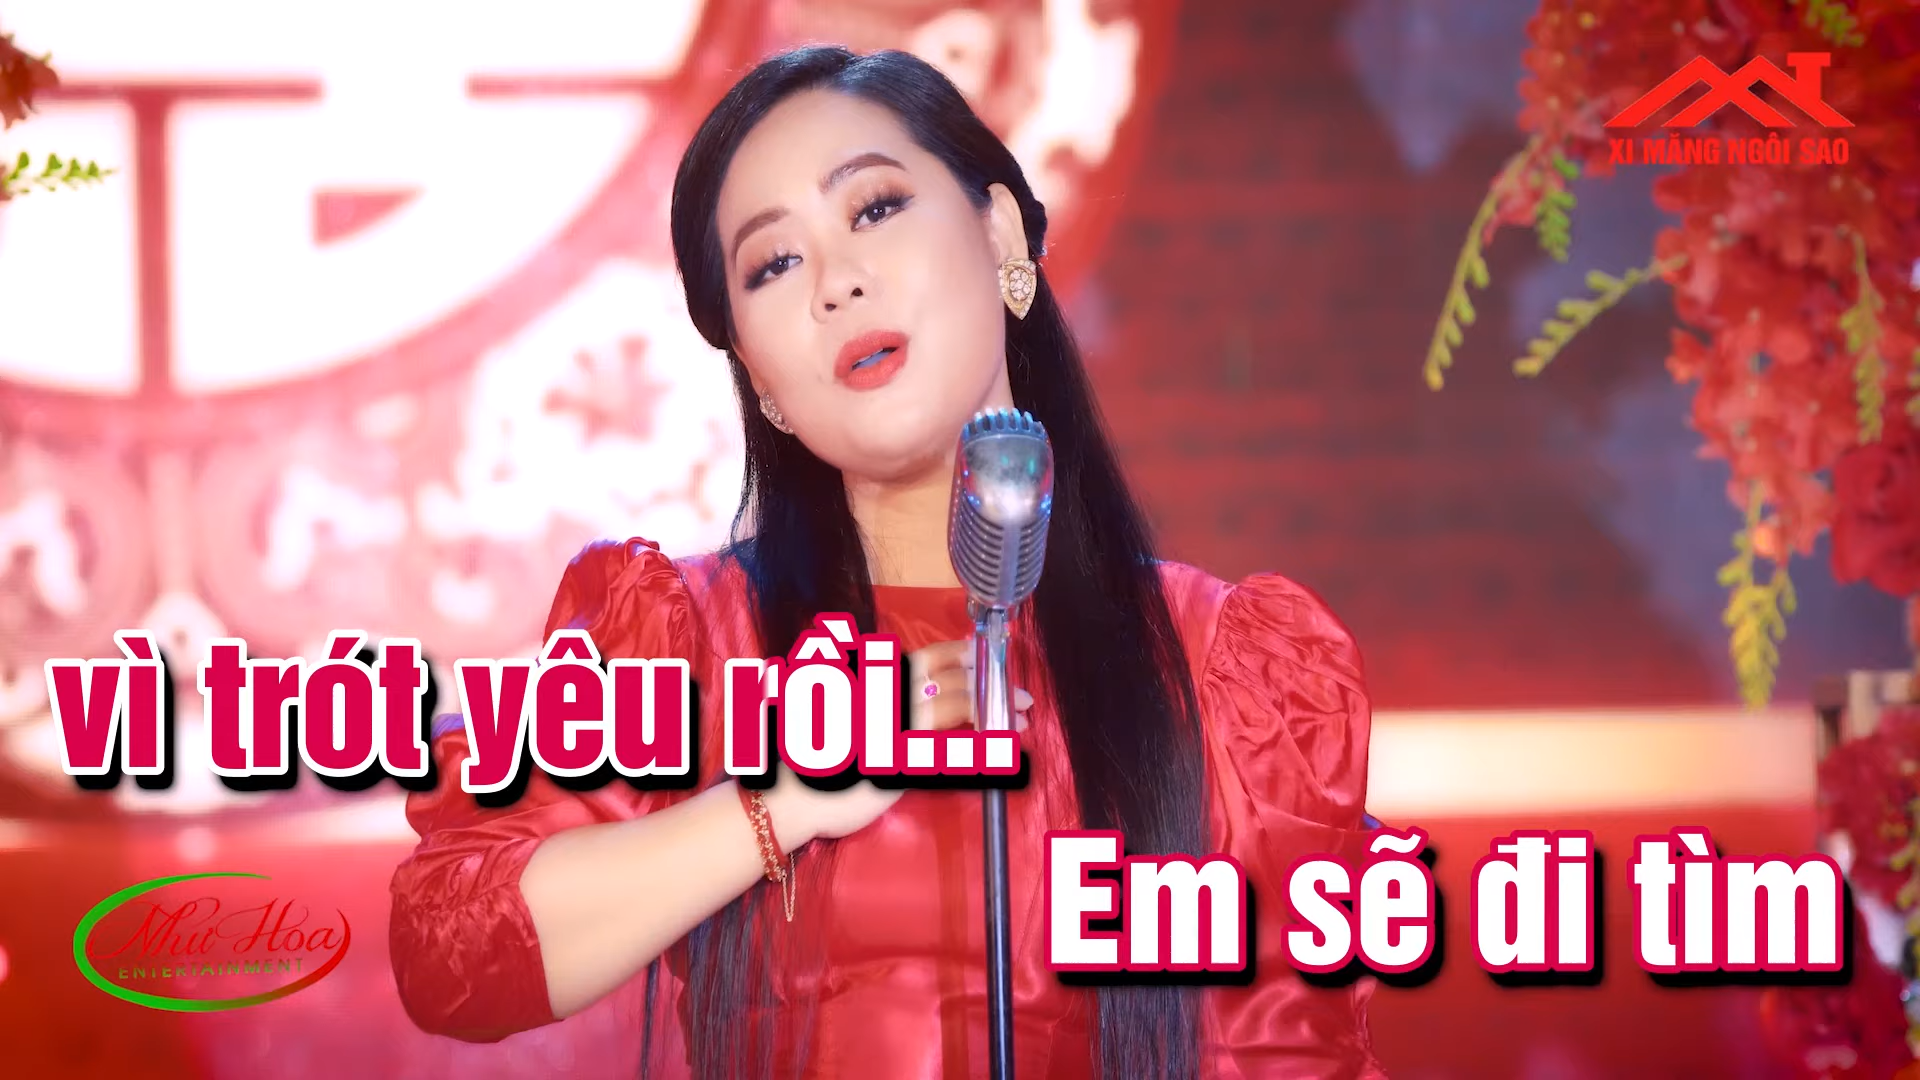 XI MĂNG NGÔI SAO
vì trót yêu rồi...
Em sẽ đi tìm
Như Hoa
ENTERTAINMENT